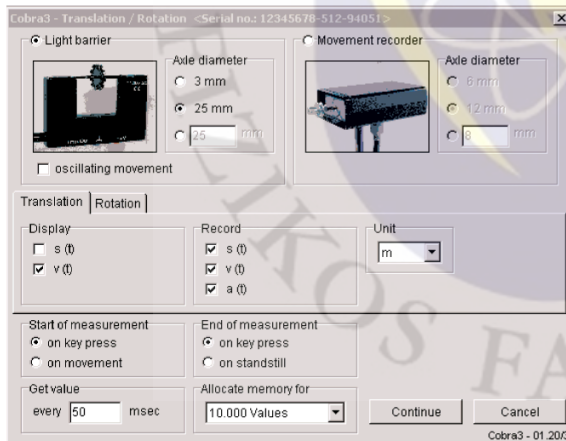 Cobra3 - Translation / Rotation <Serial no.: 12345678-512-94051>
Light barrier
Axle diameter
3 mm
25 mm
25 mm
oscillating movement
Movement recorder
Axle diameter
6 mm
12 mm
8 mm
Translation Rotation
Display
s (t)
v (t)
Record
s (t)
v (t)
a (t)
Unit
m
Start of measurement
on key press
on movement
End of measurement
on key press
on standstill
Get value
every 50 msec
Allocate memory for
10.000 Values
Continue
Cancel
Cobra3 - 01.20/
FIZIKOS FA